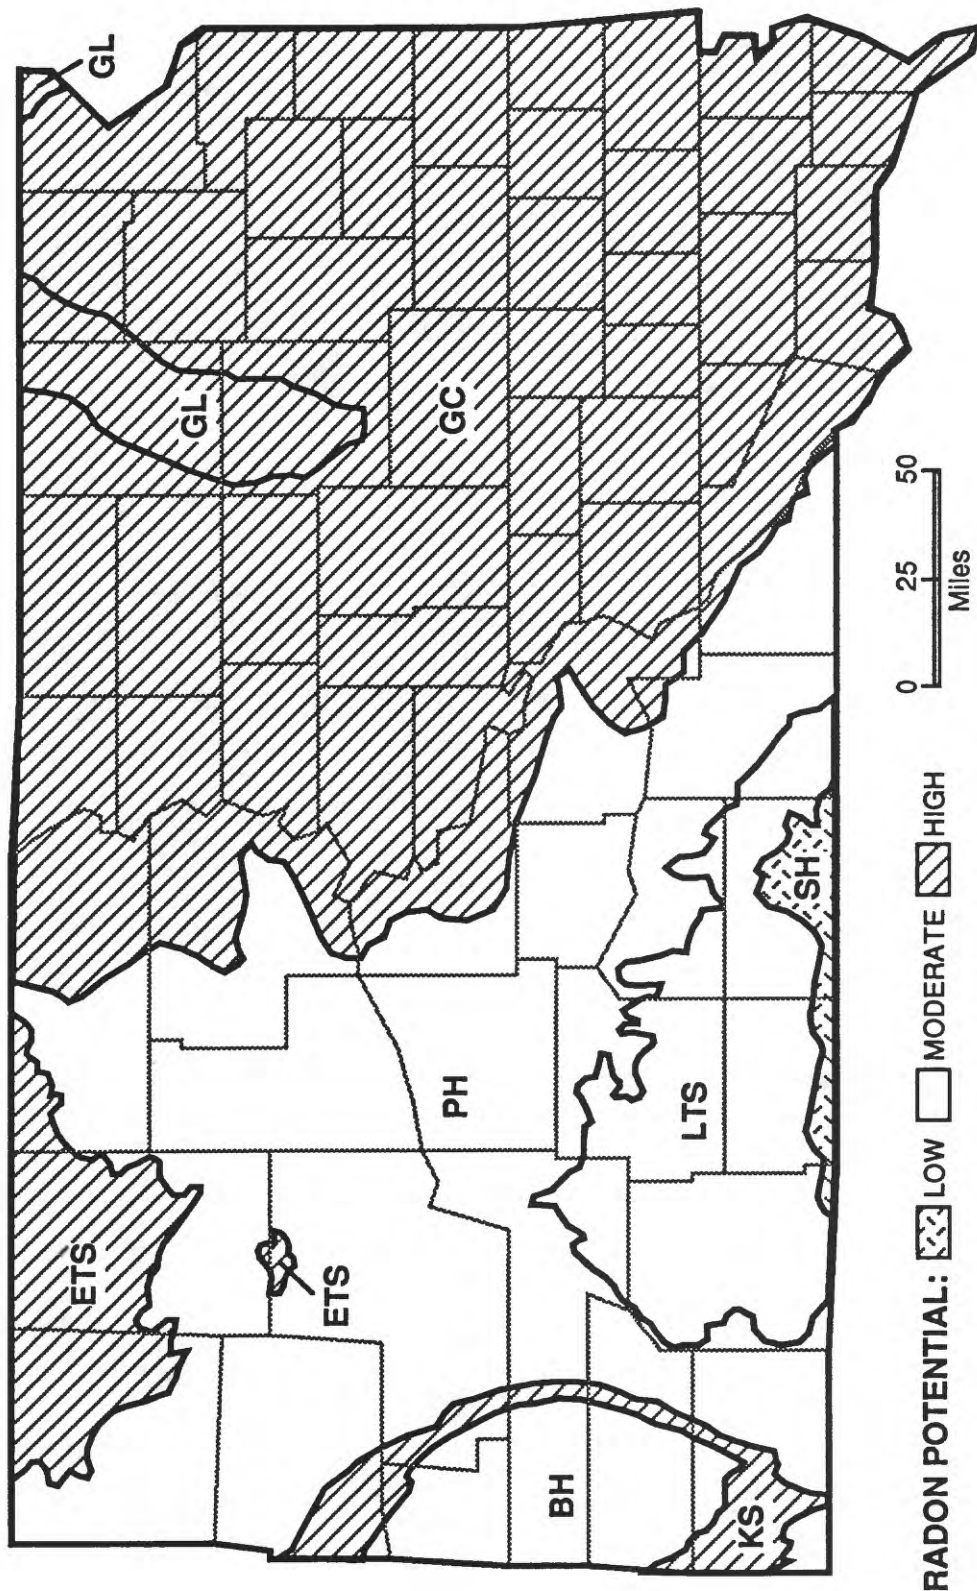 GL
GL
GC
ETS
ETS
PH
LTS
SH
BH
KS
0 25 50
Miles
RADON POTENTIAL: LOW MODERATE HIGH